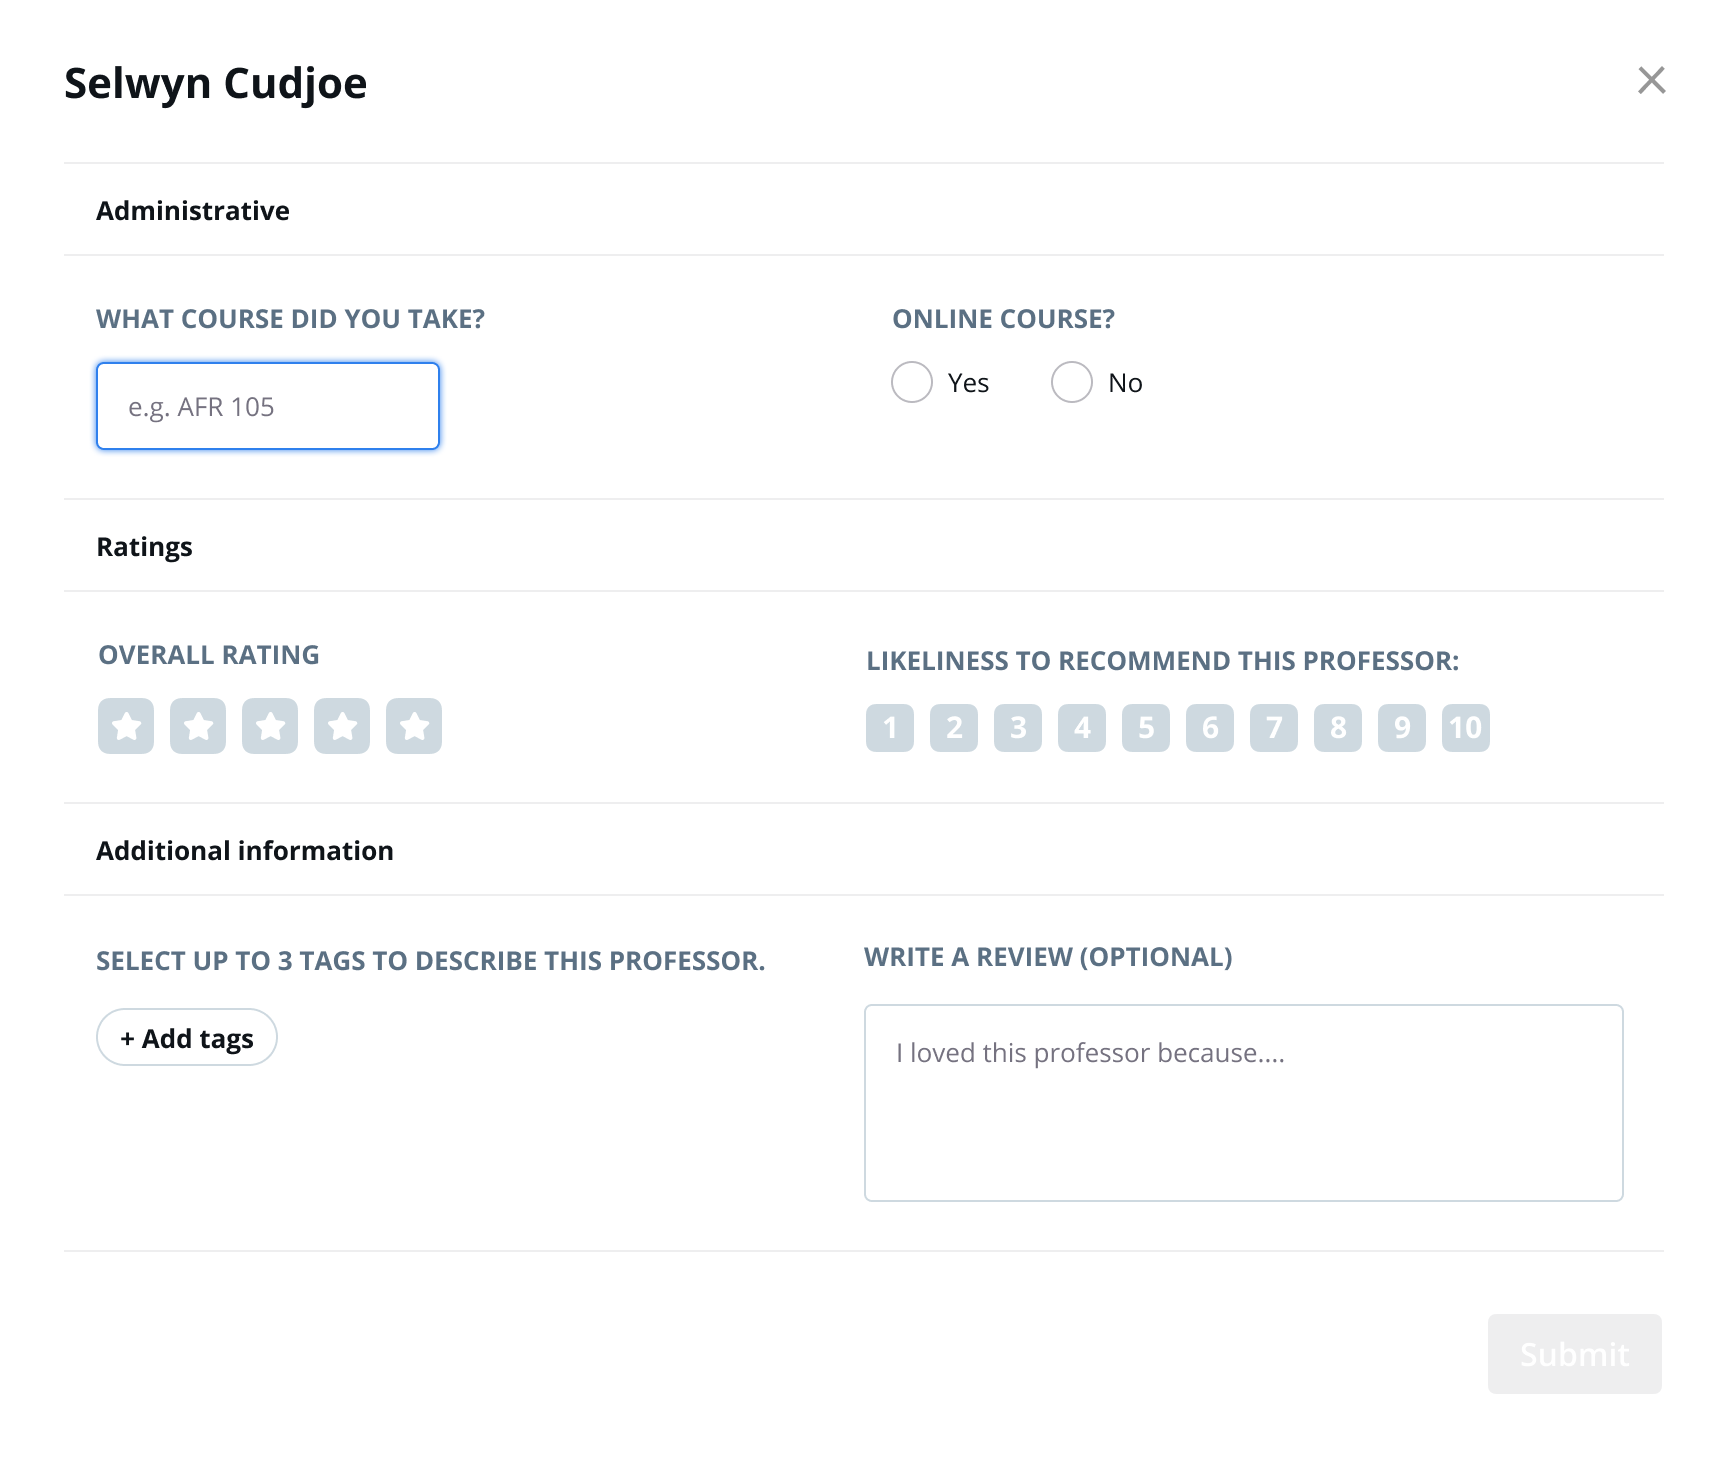 Selwyn Cudjoe
Administrative
WHAT COURSE DID YOU TAKE?
e.g. AFR 105
ONLINE COURSE?
Yes No
Ratings
OVERALL RATING
LIKELINESS TO RECOMMEND THIS PROFESSOR:
1 2 3 4 5 6 7 8 9 10
Additional information
SELECT UP TO 3 TAGS TO DESCRIBE THIS PROFESSOR.
+ Add tags
WRITE A REVIEW (OPTIONAL)
I loved this professor because....
Submit